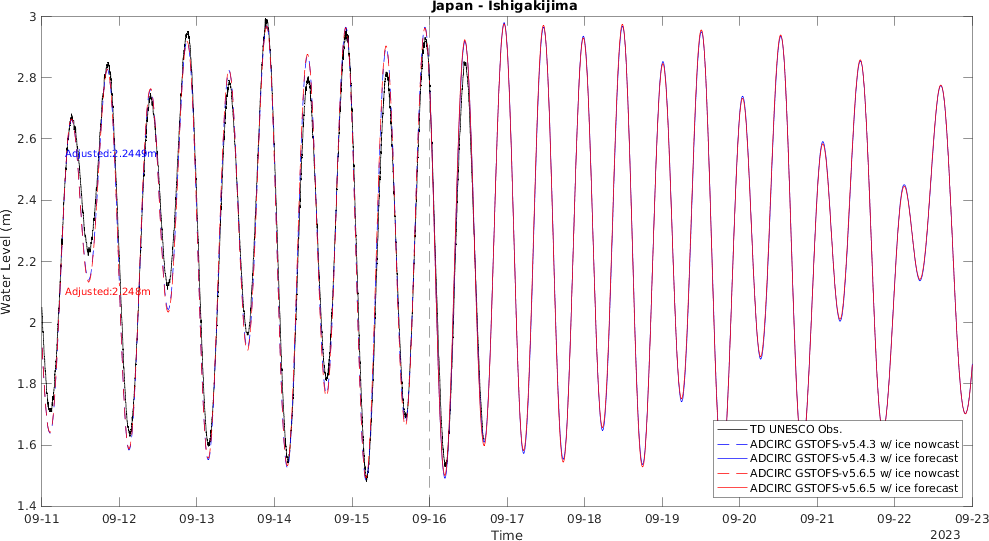 Japan - Ishigakijima
Water Level (m)
3
2.8
2.6
2.4
2.2
2
1.8
1.6
1.4
Adjusted:2.2449m
Adjusted:2.248m
TD UNESCO Obs.
ADCIRC GSTOFS-v5.4.3 w/ ice nowcast
ADCIRC GSTOFS-v5.4.3 w/ ice forecast
ADCIRC GSTOFS-v5.6.5 w/ ice nowcast
ADCIRC GSTOFS-v5.6.5 w/ ice forecast
09-11 09-12 09-13 09-14 09-15 09-16 09-17 09-18 09-19 09-20 09-21 09-22 09-23
Time
2023